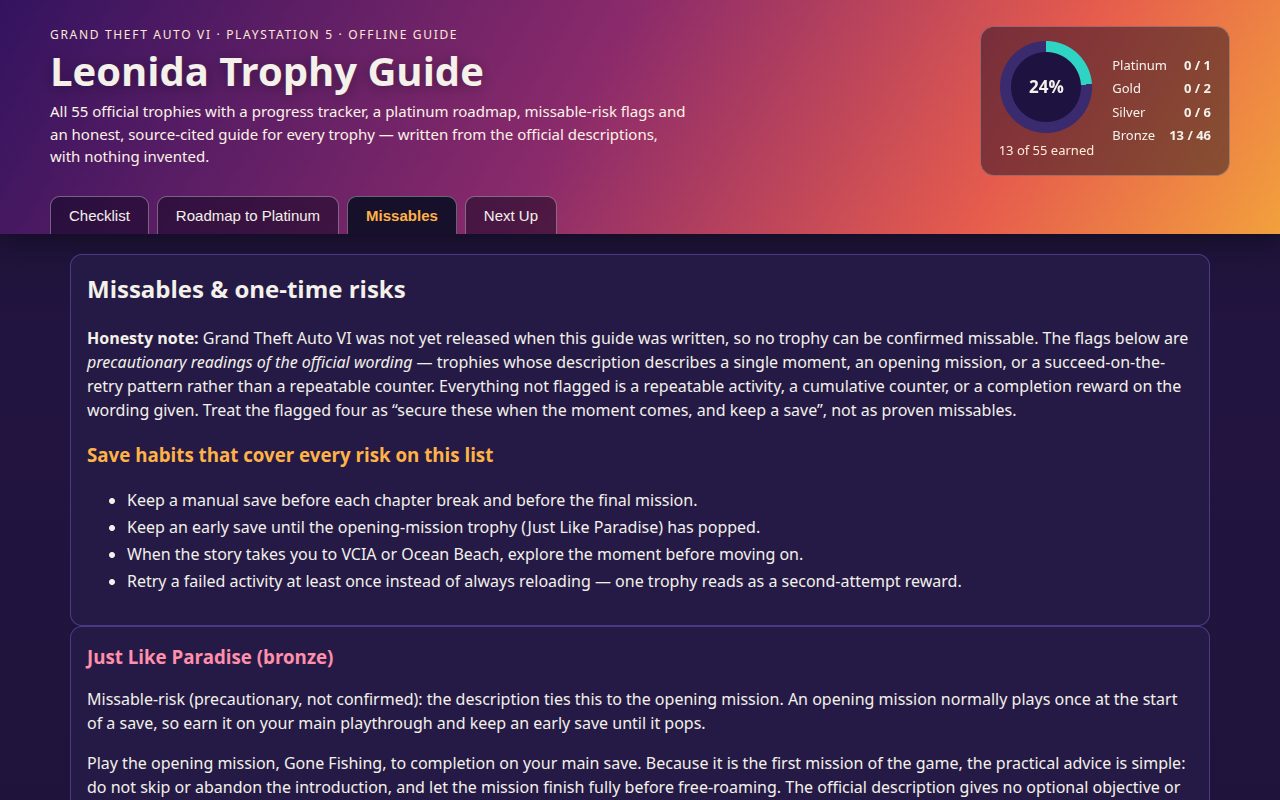 GRAND THEFT AUTO VI · PLAYSTATION 5 · OFFLINE GUIDE
Leonida Trophy Guide
All 55 official trophies with a progress tracker, a platinum roadmap, missable-risk flags and
an honest, source-cited guide for every trophy — written from the official descriptions,
with nothing invented.
24%
13 of 55 earned
Platinum 0 / 1
Gold 0 / 2
Silver 0 / 6
Bronze 13 / 46
Checklist
Roadmap to Platinum
Missables
Next Up
Missables & one-time risks
Honesty note: Grand Theft Auto VI was not yet released when this guide was written, so no trophy can be confirmed missable. The flags below are
precautionary readings of the official wording — trophies whose description describes a single moment, an opening mission, or a succeed-on-the-
retry pattern rather than a repeatable counter. Everything not flagged is a repeatable activity, a cumulative counter, or a completion reward on the
wording given. Treat the flagged four as “secure these when the moment comes, and keep a save”, not as proven missables.
Save habits that cover every risk on this list
• Keep a manual save before each chapter break and before the final mission.
• Keep an early save until the opening-mission trophy (Just Like Paradise) has popped.
• When the story takes you to VCIA or Ocean Beach, explore the moment before moving on.
• Retry a failed activity at least once instead of always reloading — one trophy reads as a second-attempt reward.
Just Like Paradise (bronze)
Missable-risk (precautionary, not confirmed): the description ties this to the opening mission. An opening mission normally plays once at the start
of a save, so earn it on your main playthrough and keep an early save until it pops.
Play the opening mission, Gone Fishing, to completion on your main save. Because it is the first mission of the game, the practical advice is simple:
do not skip or abandon the introduction, and let the mission finish fully before free-roaming. The official description gives no optional objective or